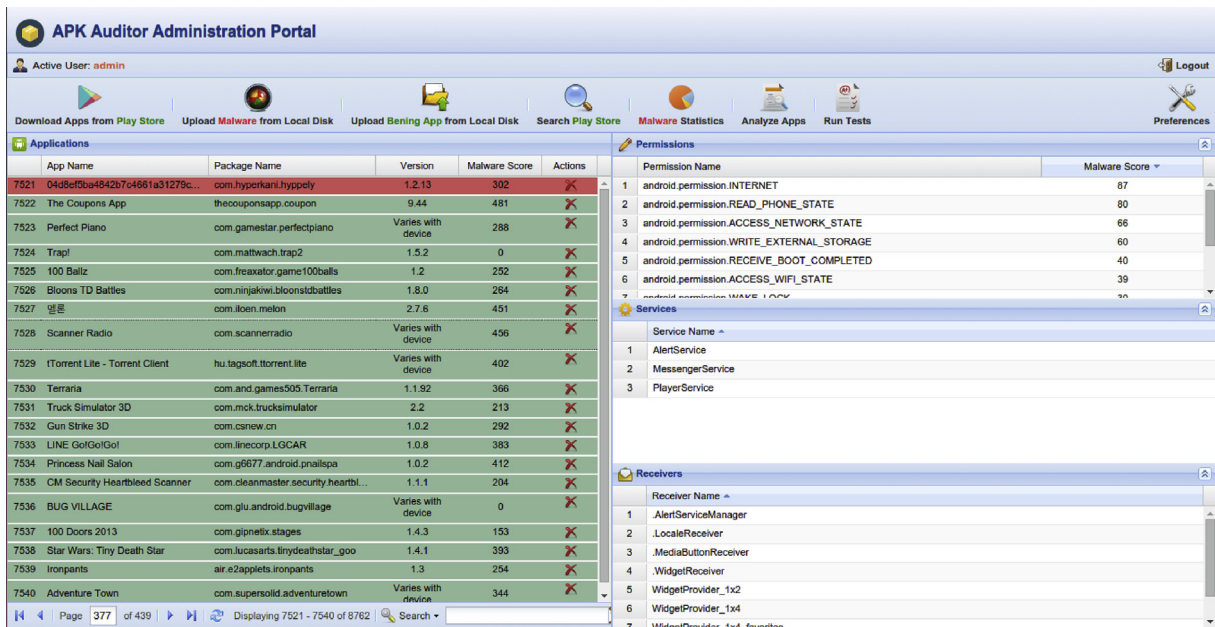 APK Auditor Administration Portal
Active User: admin
Logout
Download Apps from Play Store
Upload Malware from Local Disk
Upload Bening App from Local Disk
Search Play Store
Malware Statistics
Analyze Apps
Run Tests
Preferences
Applications
App Name Package Name Version Malware Score Actions
7521 04d8ef5ba4842b7c4661a31279c... com.hyperkani.hyppely 1.2.13 302
7522 The Coupons App thecouponsapp.coupon 9.44 481
7523 Perfect Piano com.gamestar.perfectpiano Varies with device 288
7524 Trap! com.mattwach.trap2 1.5.2 0
7525 100 Ballz com.freaxator.game100balls 1.2 252
7526 Bloons TD Battles com.ninjakiwi.bloonstdbattles 1.8.0 264
7527 멜론 com.iloen.melon 2.7.6 451
7528 Scanner Radio com.scannerradio Varies with device 456
7529 tTorrent Lite - Torrent Client hu.tagsoft.ttorrent.lite Varies with device 402
7530 Terraria com.and.games505.Terraria 1.1.92 366
7531 Truck Simulator 3D com.mck.trucksimulator 2.2 213
7532 Gun Strike 3D com.csnew.cn 1.0.2 292
7533 LINE Go!Go!Go! com.linecorp.LGCAR 1.0.8 383
7534 Princess Nail Salon com.g6677.android.pnailspa 1.0.2 412
7535 CM Security Heartbleed Scanner com.cleanmaster.security.heartbl... 1.1.1 204
7536 BUG VILLAGE com.glu.android.bugvillage Varies with device 0
7537 100 Doors 2013 com.gipnetix.stages 1.4.3 153
7538 Star Wars: Tiny Death Star com.lucasarts.tinydeathstar_goo 1.4.1 393
7539 Ironpants air.e2applets.ironpants 1.3 254
7540 Adventure Town com.supersolid.adventuretown Varies with device 344
Page 377 of 439 Displaying 7521 - 7540 of 8762 Search
Permissions
Permission Name Malware Score
1 android.permission.INTERNET 87
2 android.permission.READ_PHONE_STATE 80
3 android.permission.ACCESS_NETWORK_STATE 66
4 android.permission.WRITE_EXTERNAL_STORAGE 60
5 android.permission.RECEIVE_BOOT_COMPLETED 40
6 android.permission.ACCESS_WIFI_STATE 39
7 android.permission.WAKE_LOCK 30
Services
Service Name
1 AlertService
2 MessengerService
3 PlayerService
Receivers
Receiver Name
1 .AlertServiceManager
2 .LocaleReceiver
3 .MediaButtonReceiver
4 .WidgetReceiver
5 WidgetProvider_1x2
6 WidgetProvider_1x4
7 WidgetProvider_1x4_favorites